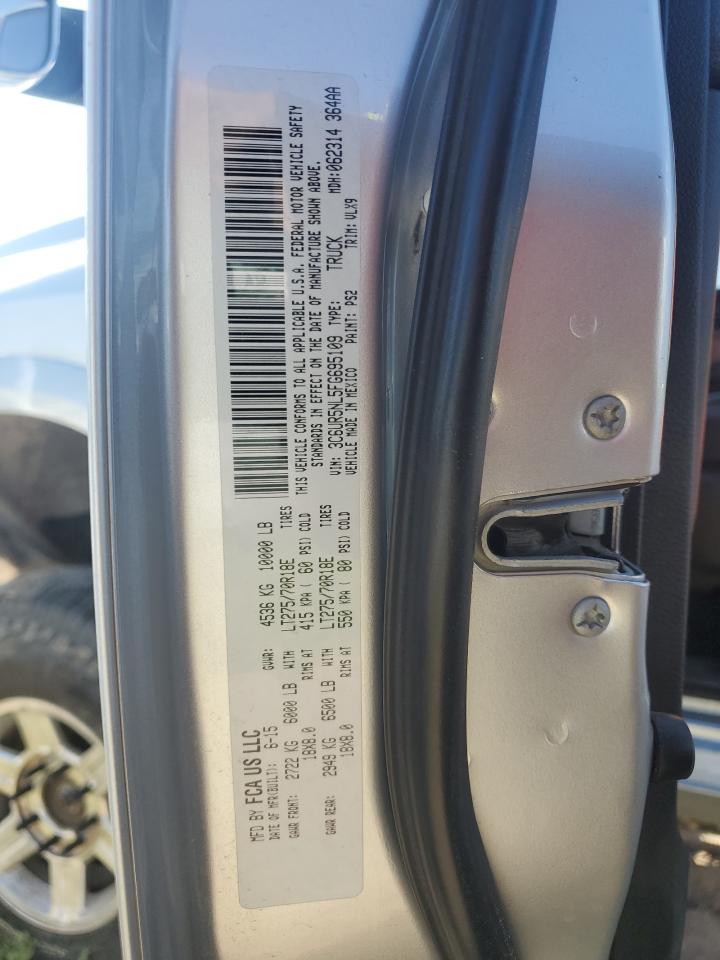 MFD BY FCA US LLC
DATE OF MFR(BUILT): 6-15 GVWR: 4536 KG 10000 LB
GAWR FRONT: 2722 KG 6000 LB WITH LT275/70R18E TIRES
18X8.0 RIMS AT 415 KPA ( 60 PSI) COLD
GAWR REAR: 2949 KG 6500 LB WITH LT275/70R18E TIRES
18X8.0 RIMS AT 550 KPA ( 80 PSI) COLD
THIS VEHICLE CONFORMS TO ALL APPLICABLE U.S.A. FEDERAL MOTOR VEHICLE SAFETY
STANDARDS IN EFFECT ON THE DATE OF MANUFACTURE SHOWN ABOVE.
VIN: 3C6UR5NL5FG695109 TYPE: TRUCK MDH:062314 364AA
VEHICLE MADE IN MEXICO PAINT: PS2 TRIM: VLX9